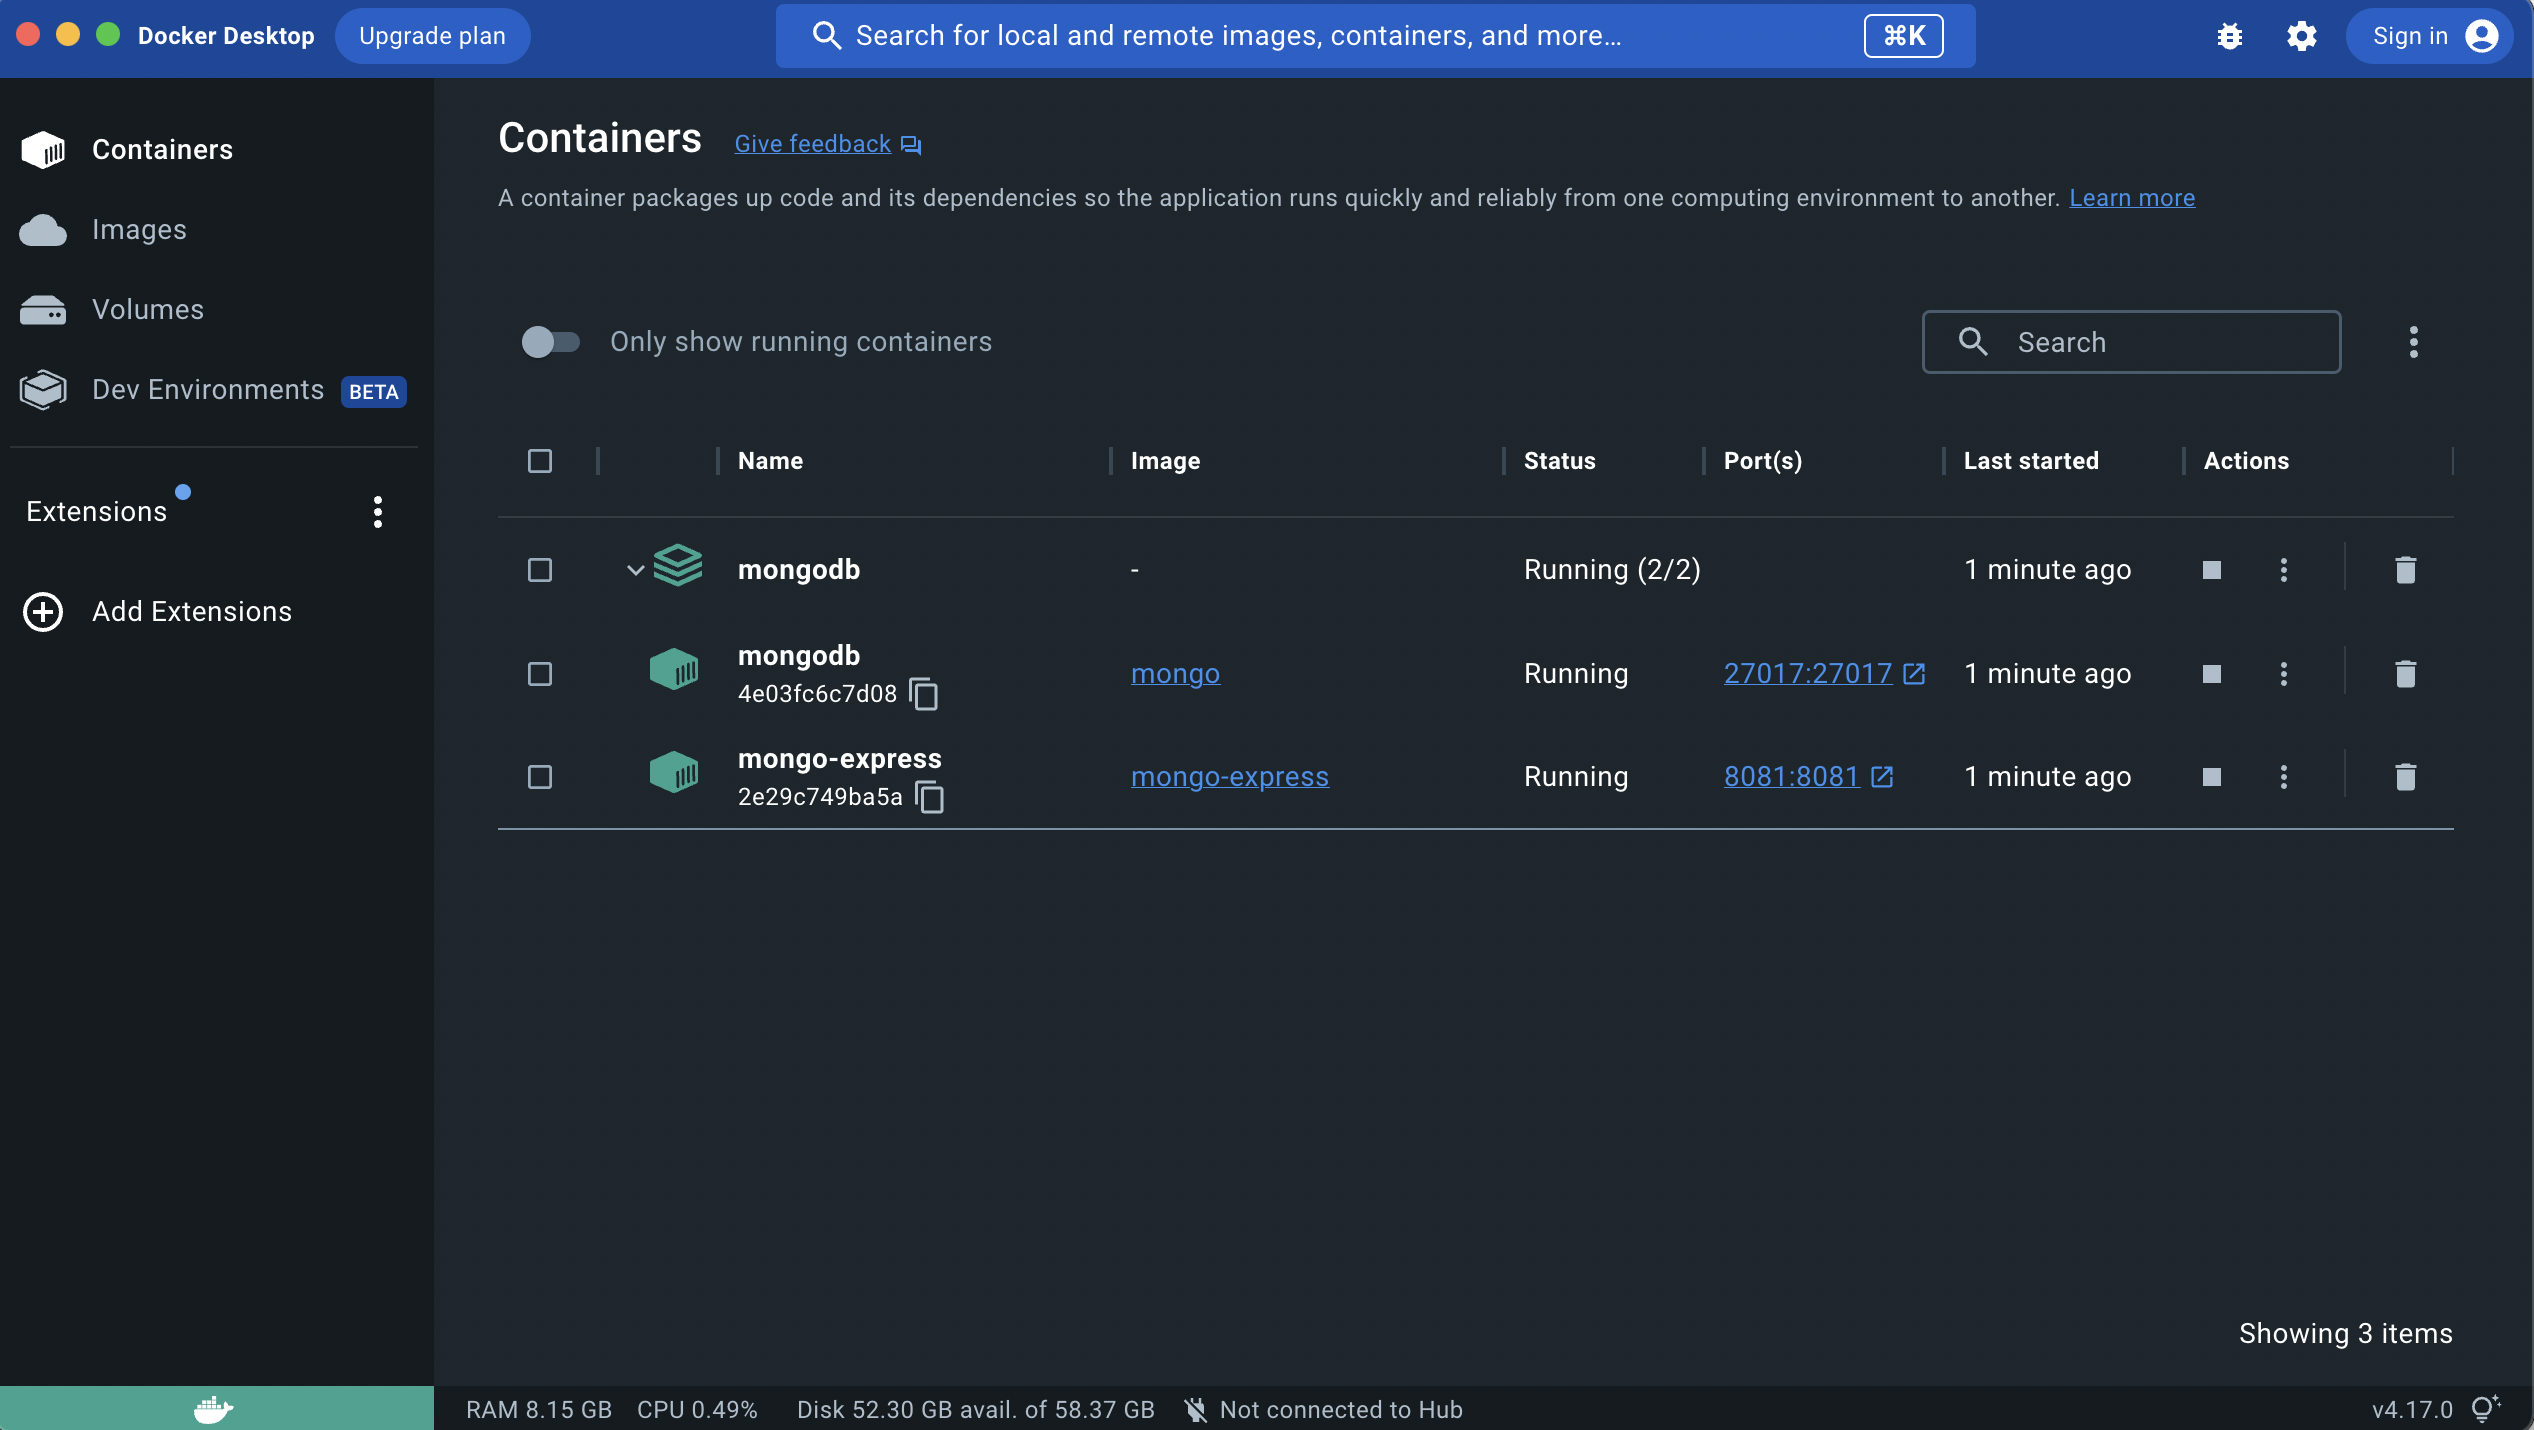 Docker Desktop Upgrade plan Search for local and remote images, containers, and more... ⌘K Sign in
Containers
Images
Volumes
Dev Environments BETA
Extensions
Add Extensions
Containers Give feedback
A container packages up code and its dependencies so the application runs quickly and reliably from one computing environment to another. Learn more
Only show running containers Search
Name Image Status Port(s) Last started Actions
mongodb - Running (2/2) 1 minute ago
mongodb
4e03fc6c7d08 mongo Running 27017:27017 1 minute ago
mongo-express
2e29c749ba5a mongo-express Running 8081:8081 1 minute ago
Showing 3 items
RAM 8.15 GB CPU 0.49% Disk 52.30 GB avail. of 58.37 GB Not connected to Hub v4.17.0